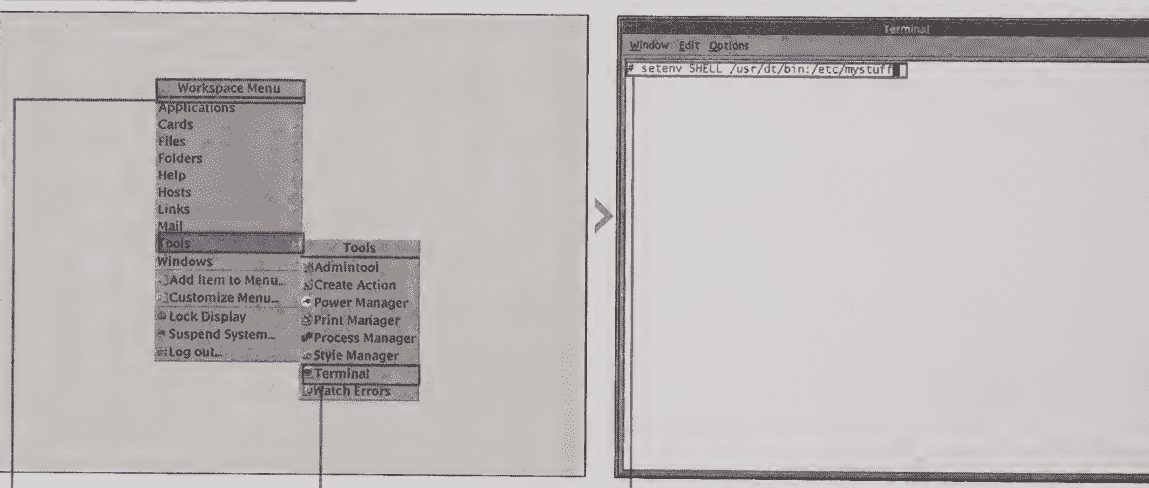 Workspace Menu
Applications
Cards
Files
Folders
Help
Hosts
Links
Mail
Tools
Windows
Add Item to Menu...
Customize Menu...
Lock Display
Suspend System...
Log out...
Tools
Admintool
Create Action
Power Manager
Print Manager
Process Manager
Style Manager
Terminal
Watch Errors
Terminal
Window Edit Options
# setenv SHELL /usr/dt/bin:/etc/mystuff